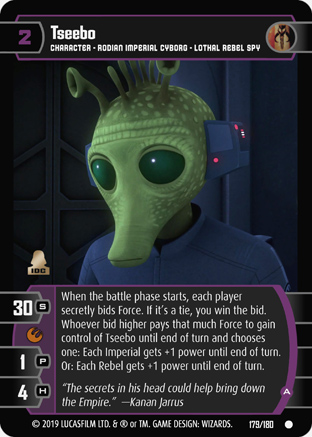 2
Tseebo
CHARACTER • RODIAN IMPERIAL CYBORG • LOTHAL REBEL SPY
IDC
30 S
1 P
4 H
When the battle phase starts, each player
secretly bids Force. If it's a tie, you win the bid.
Whoever bid higher pays that much Force to gain
control of Tseebo until end of turn and chooses
one: Each Imperial gets +1 power until end of turn.
Or: Each Rebel gets +1 power until end of turn.
"The secrets in his head could help bring down
the Empire." —Kanan Jarrus
A
© 2019 LUCASFILM LTD. & ® or TM. GAME DESIGN: WIZARDS.
179/180